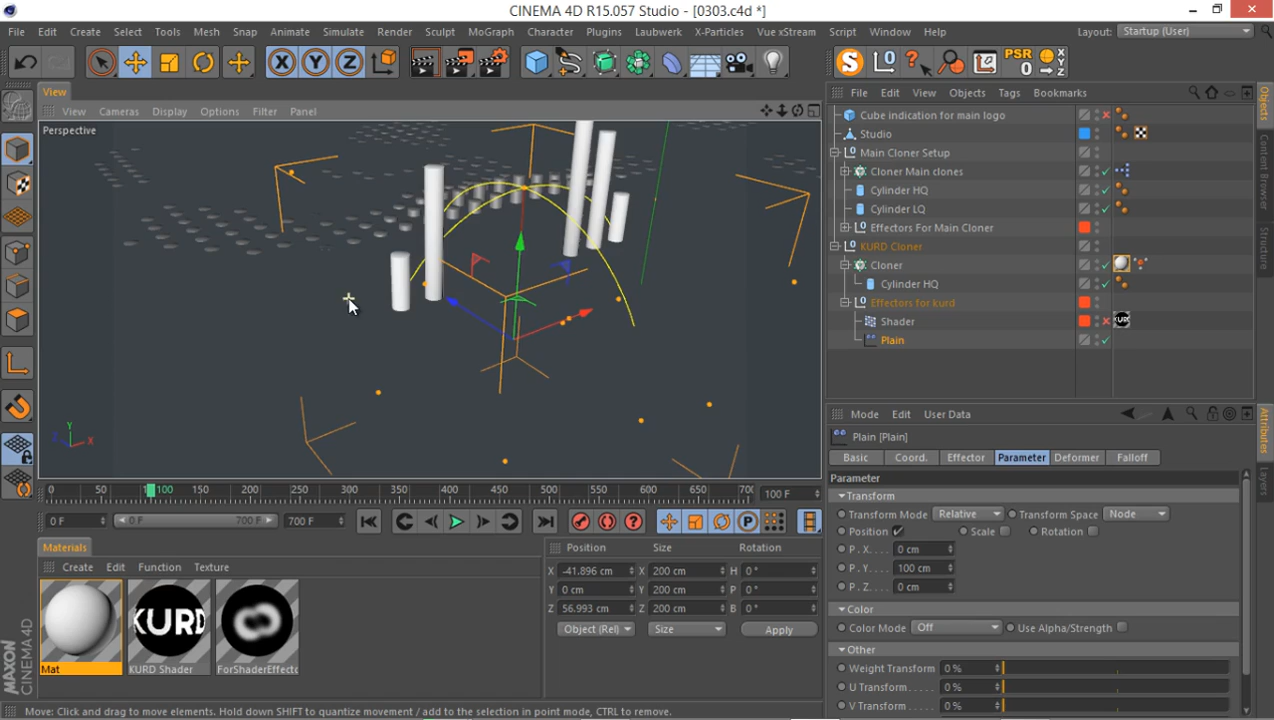 CINEMA 4D R15.057 Studio - [0303.c4d *]
File Edit Create Select Tools Mesh Snap Animate Simulate Render Sculpt MoGraph Character Plugins Laubwerk X-Particles Vue xStream Script Window Help Layout: Startup (User)
X Y Z S PSR 0
View
File Edit View Objects Tags Bookmarks
View Cameras Display Options Filter Panel
Perspective
Cube indication for main logo
Studio
Main Cloner Setup
Cloner Main clones
Cylinder HQ
Cylinder LQ
Effectors For Main Cloner
KURD Cloner
Cloner
Cylinder HQ
Effectors for kurd
Shader
Plain
Objects
Content Browser
Structure
Mode Edit User Data
Plain [Plain]
Basic Coord. Effector Parameter Deformer Falloff
Parameter
Transform
Transform Mode Relative Transform Space Node
Position Scale Rotation
P . X . . . . 0 cm
P . Y . . . . 100 cm
P . Z . . . . 0 cm
Color
Color Mode Off Use Alpha/Strength
Other
Weight Transform 0 %
U Transform . . . . . 0 %
V Transform . . . . . 0 %
Attributes
Layers
Y
X
0 50 100 150 200 250 300 350 400 450 500 550 600 650 700 100 F
0 F 0 F 700 F 700 F
P
Materials
Create Edit Function Texture
KURD
Mat KURD Shader ForShaderEffecto
Position Size Rotation
X -41.896 cm X 200 cm H 0 °
Y 0 cm Y 200 cm P 0 °
Z 56.993 cm Z 200 cm B 0 °
Object (Rel) Size Apply
MAXON CINEMA 4D
Move: Click and drag to move elements. Hold down SHIFT to quantize movement / add to the selection in point mode, CTRL to remove.